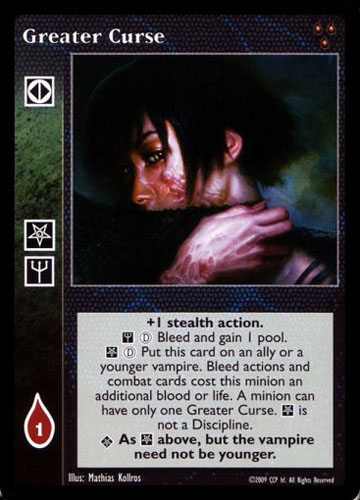 Greater Curse
+1 stealth action.
Ⓓ Bleed and gain 1 pool.
Ⓓ Put this card on an ally or a
younger vampire. Bleed actions and
combat cards cost this minion an
additional blood or life. A minion can
have only one Greater Curse. is
not a Discipline.
As above, but the vampire
need not be younger.
1
Illus: Mathias Kollros
©2009 CCP hf. All Rights Reserved